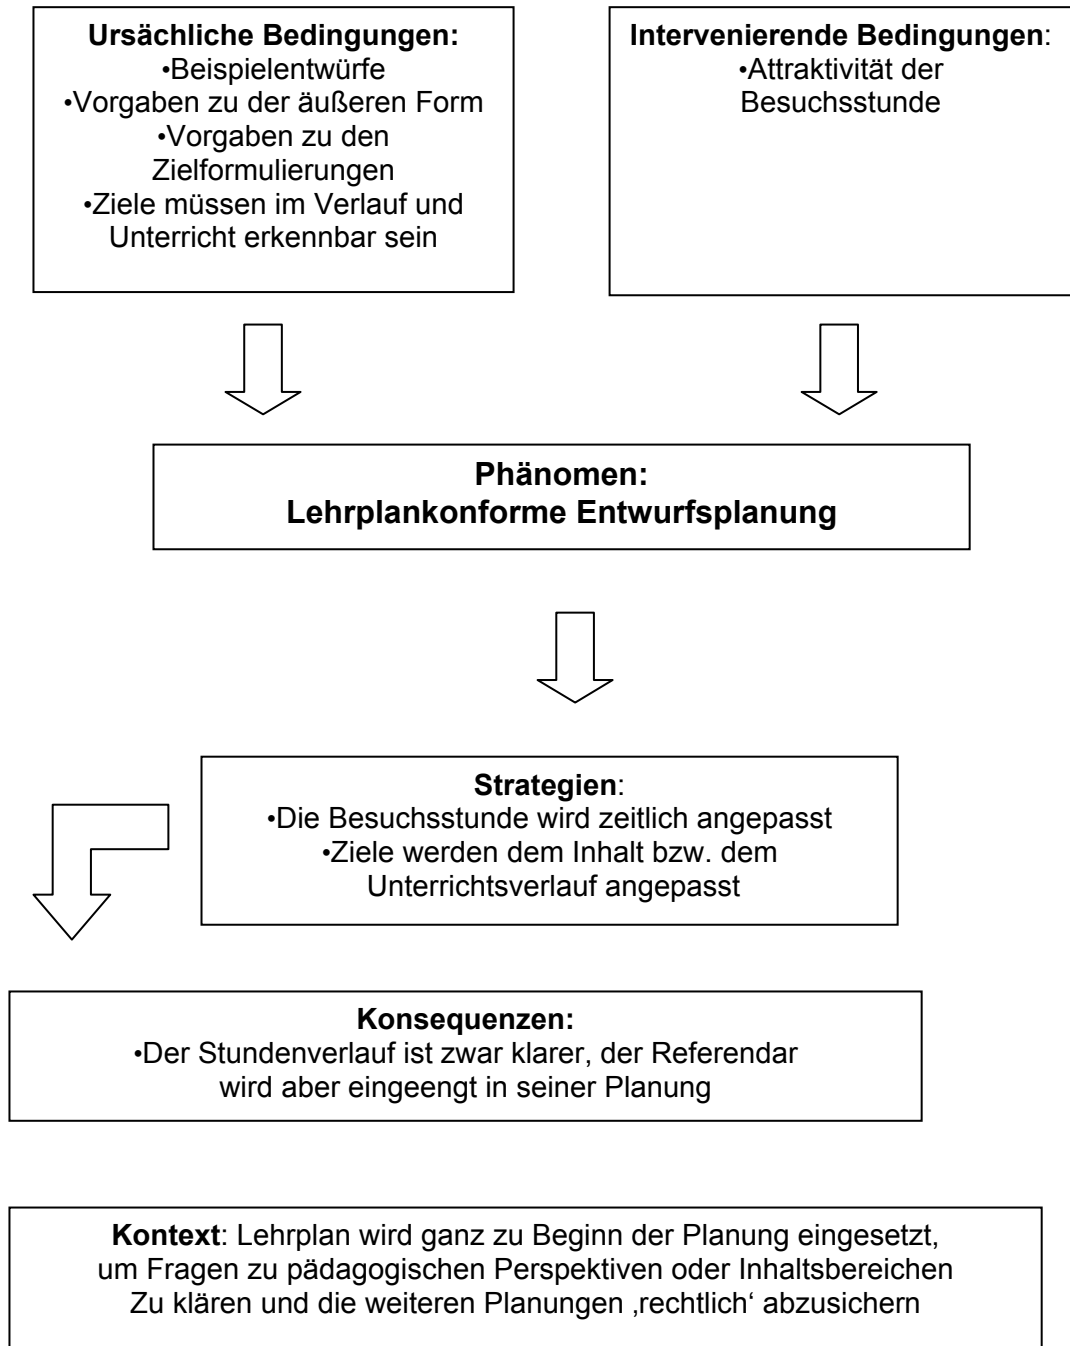 Ursächliche Bedingungen:
•Beispielentwürfe
•Vorgaben zu der äußeren Form
•Vorgaben zu den
Zielformulierungen
•Ziele müssen im Verlauf und
Unterricht erkennbar sein
Intervenierende Bedingungen:
•Attraktivität der
Besuchsstunde
Phänomen:
Lehrplankonforme Entwurfsplanung
Strategien:
•Die Besuchsstunde wird zeitlich angepasst
•Ziele werden dem Inhalt bzw. dem
Unterrichtsverlauf angepasst
Konsequenzen:
•Der Stundenverlauf ist zwar klarer, der Referendar
wird aber eingeengt in seiner Planung
Kontext: Lehrplan wird ganz zu Beginn der Planung eingesetzt,
um Fragen zu pädagogischen Perspektiven oder Inhaltsbereichen
Zu klären und die weiteren Planungen ‚rechtlich‘ abzusichern